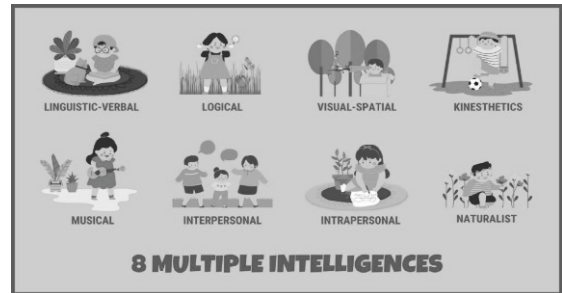 LINGUISTIC-VERBAL LOGICAL VISUAL-SPATIAL KINESTHETICS
MUSICAL INTERPERSONAL INTRAPERSONAL NATURALIST
8 MULTIPLE INTELLIGENCES